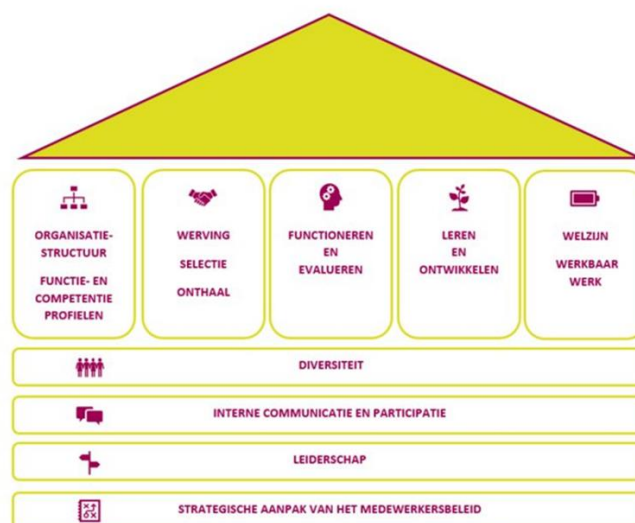 ORGANISATIE-
STRUCTUUR
FUNCTIE- EN
COMPETENTIE
PROFIELEN
WERVING
SELECTIE
ONTHAAL
FUNCTIONEREN
EN
EVALUEREN
LEREN
EN
ONTWIKKELEN
WELZIJN
WERKBAAR
WERK
DIVERSITEIT
INTERNE COMMUNICATIE EN PARTICIPATIE
LEIDERSCHAP
STRATEGISCHE AANPAK VAN HET MEDEWERKERSBELEID